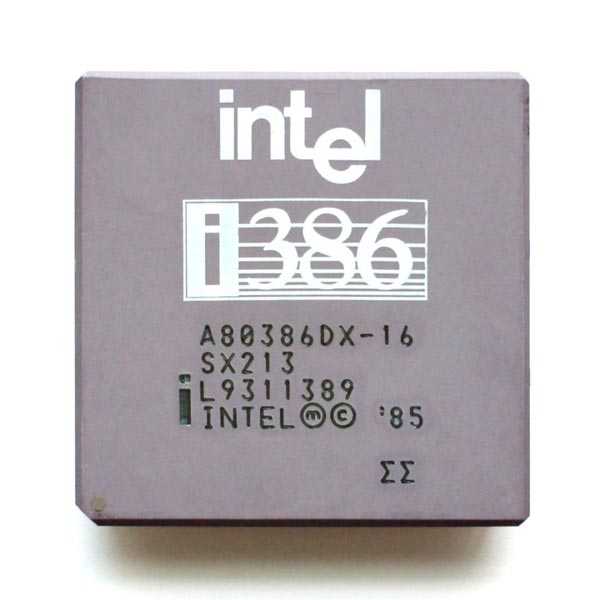 intel
i386
A80386DX-16
SX213
L9311389
i INTEL ⓜ © '85
ΣΣ